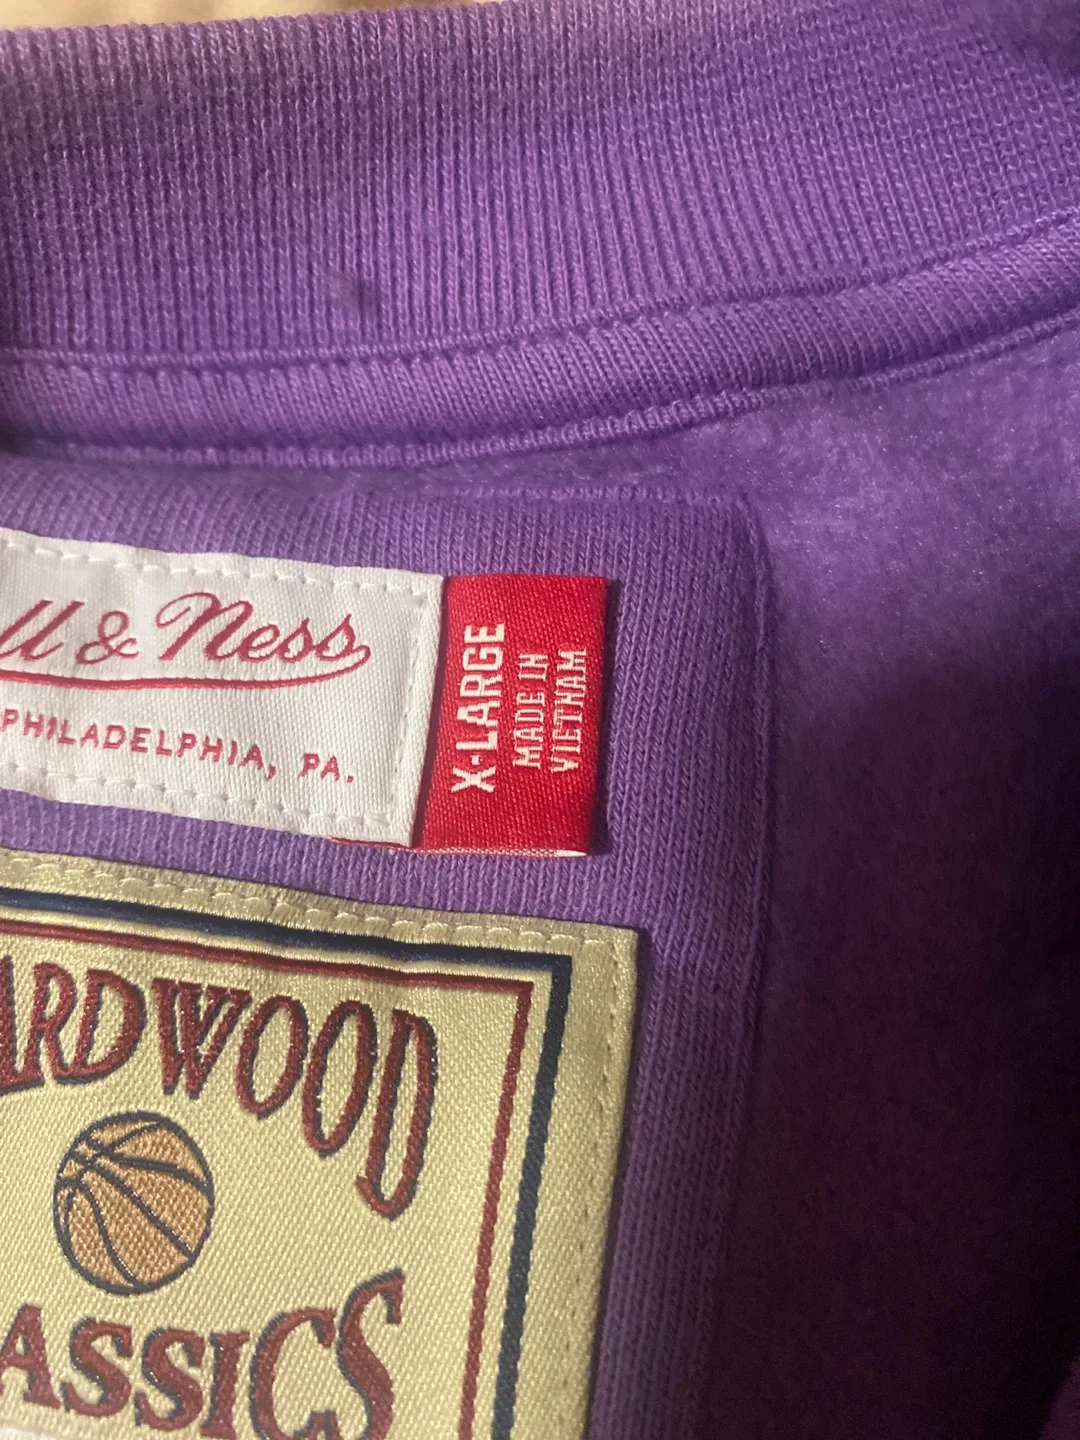 ll & Ness
PHILADELPHIA, PA.
X-LARGE
MADE IN
VIETNAM
ARDWOOD
ASSICS